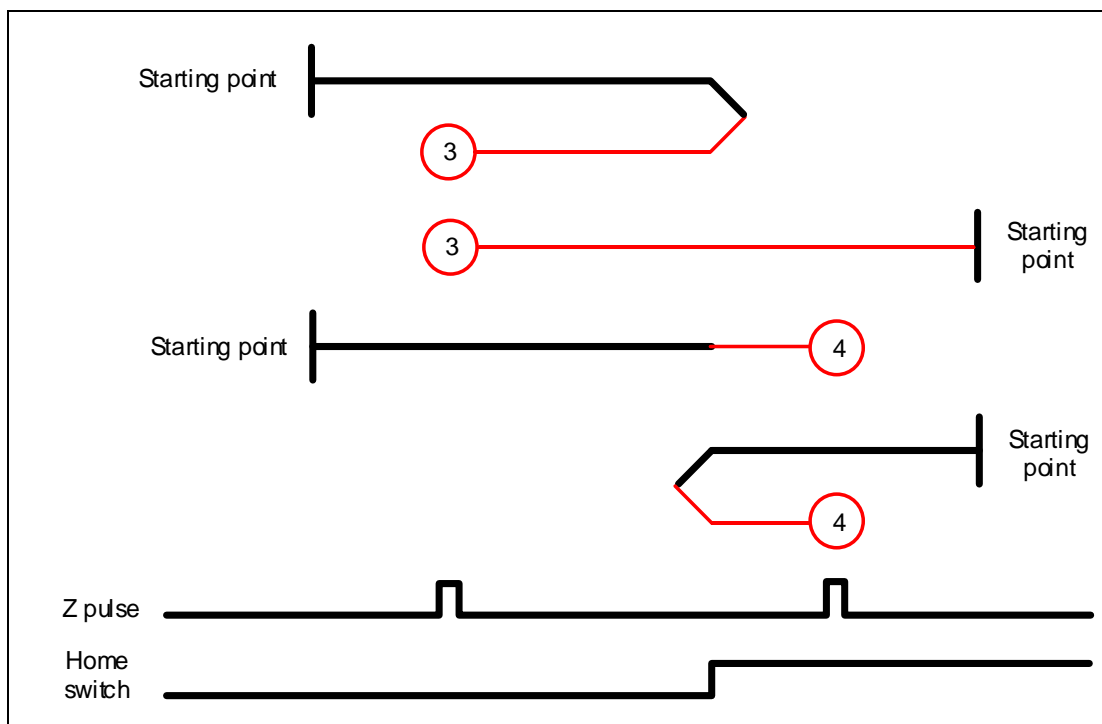 Starting point
3
3
Starting
point
Starting point
4
Starting
point
4
Z pulse
Home
switch